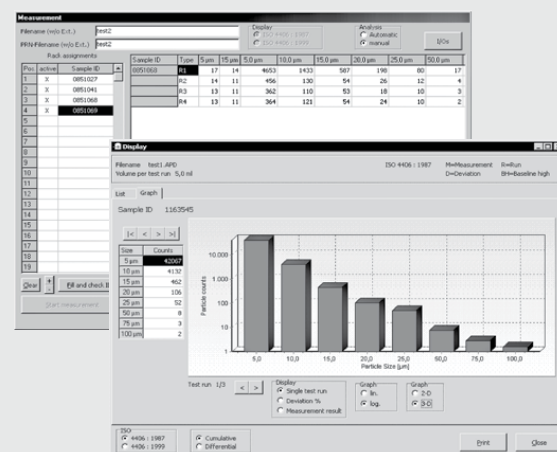 Measurement
Filename (w/o Ext.) test2
PRN-Filename (w/o Ext.) test2
Display
ISO 4406 : 1987
ISO 4406 : 1999
Analysis
Automatic
manual
I/Os
Rack assignments
Pos active Sample ID
1 X 0851027
2 X 0851041
3 X 0851068
4 X 0851069
5
6
7
8
9
10
11
12
13
14
15
16
17
18
19
Sample ID Type 5 µm 15 µm 5,0 µm 10,0 µm 15,0 µm 20,0 µm 25,0 µm 50,0 µm
0851068 R1 17 14 4653 1433 587 198 80 17
R2 14 11 456 130 54 26 12 4
R3 13 11 362 110 53 18 10 3
R4 13 11 364 121 54 24 10 2
Clear + - Fill and check
Start measurement
Display
Filename test1.APD
Volume per test run 5,0 ml
ISO 4406 : 1987 M=Measurement R=Run
D=Deviation BH=Baseline high
List Graph
Sample ID 1163545
|< < > >|
Size Counts
5 µm 42067
10 µm 4132
15 µm 462
20 µm 106
25 µm 52
50 µm 8
75 µm 3
100 µm 2
Particle counts
10.000
1.000
100
10
1
5,0 10,0 15,0 20,0 25,0 50,0 75,0 100,0
Particle Size [µm]
Test run 1/3 < >
Display
Single test run
Deviation %
Measurement result
Graph
lin.
log.
Graph
2-D
3-D
ISO
4406 : 1987
4406 : 1999
Cumulative
Differential
Print
Close